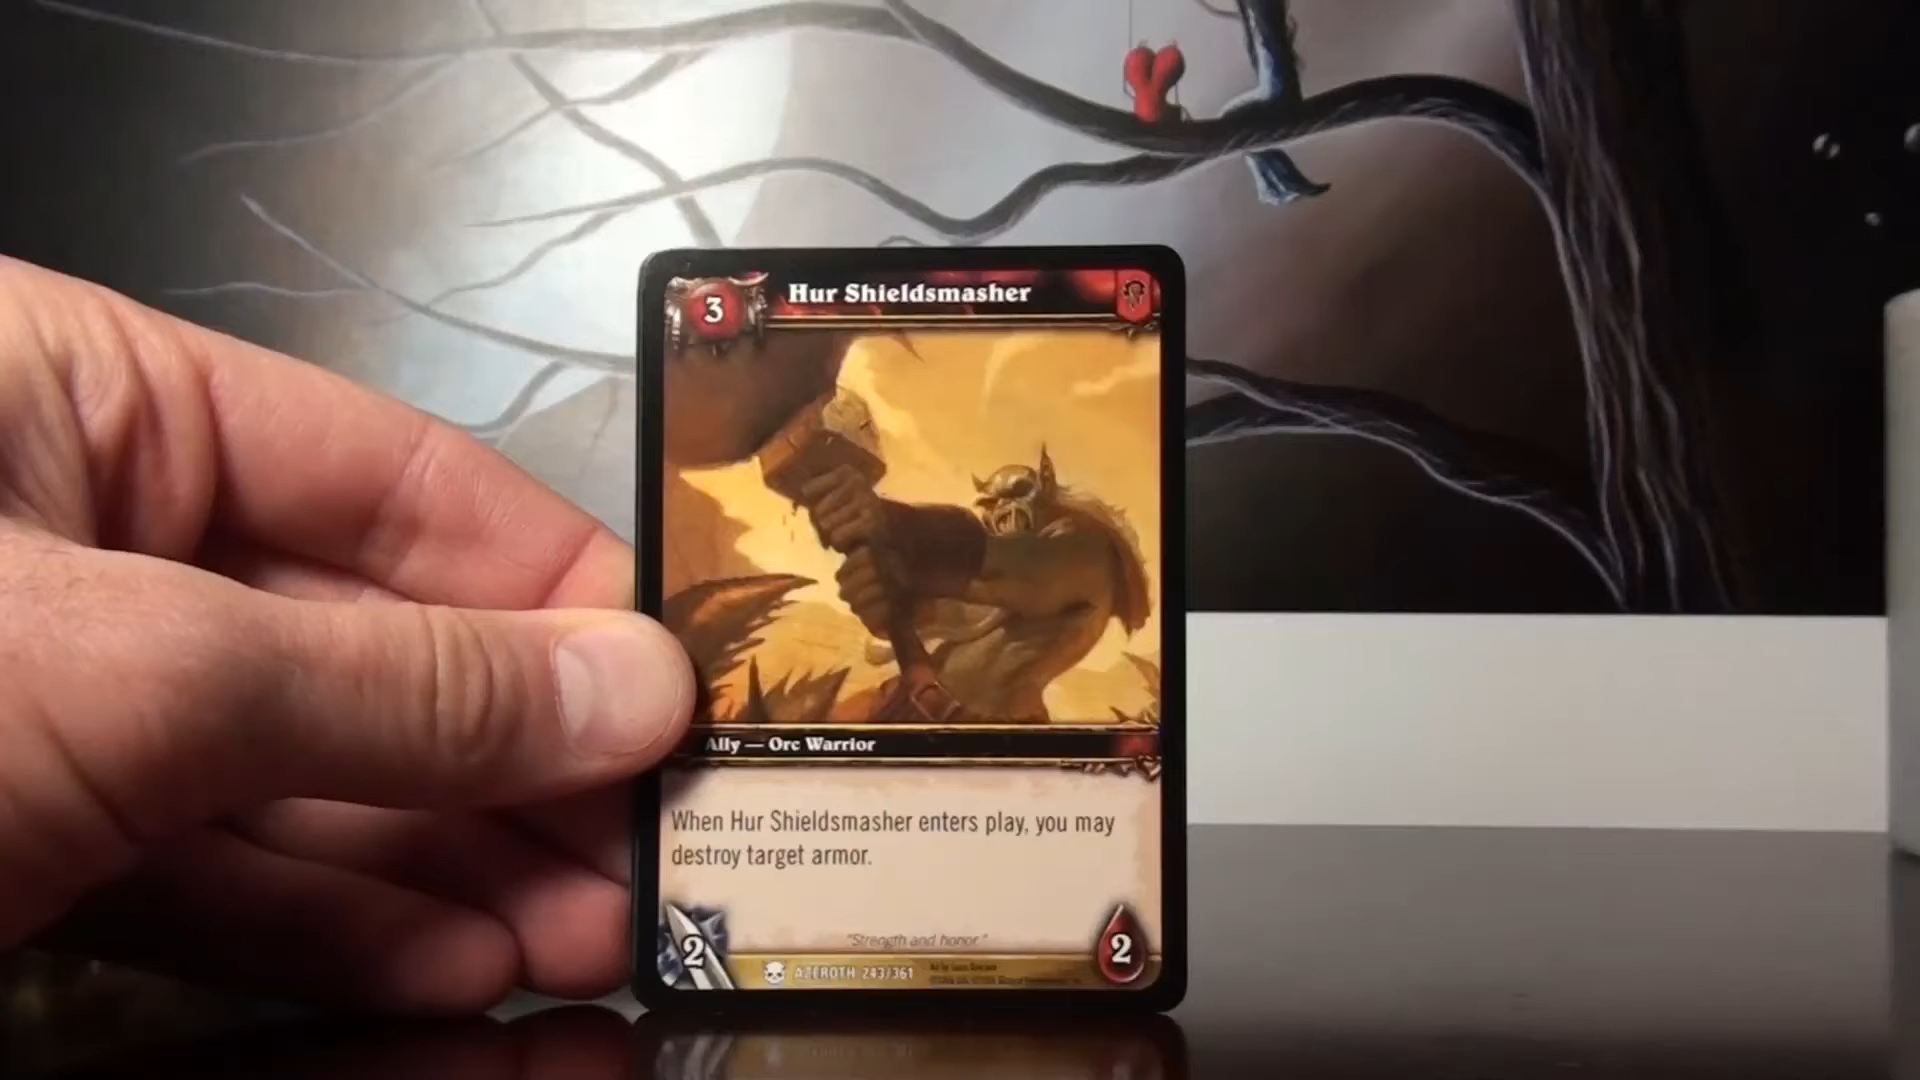 3
Hur Shieldsmasher
Ally — Orc Warrior
When Hur Shieldsmasher enters play, you may
destroy target armor.
"Strength and honor."
2
AZEROTH 243/361
2